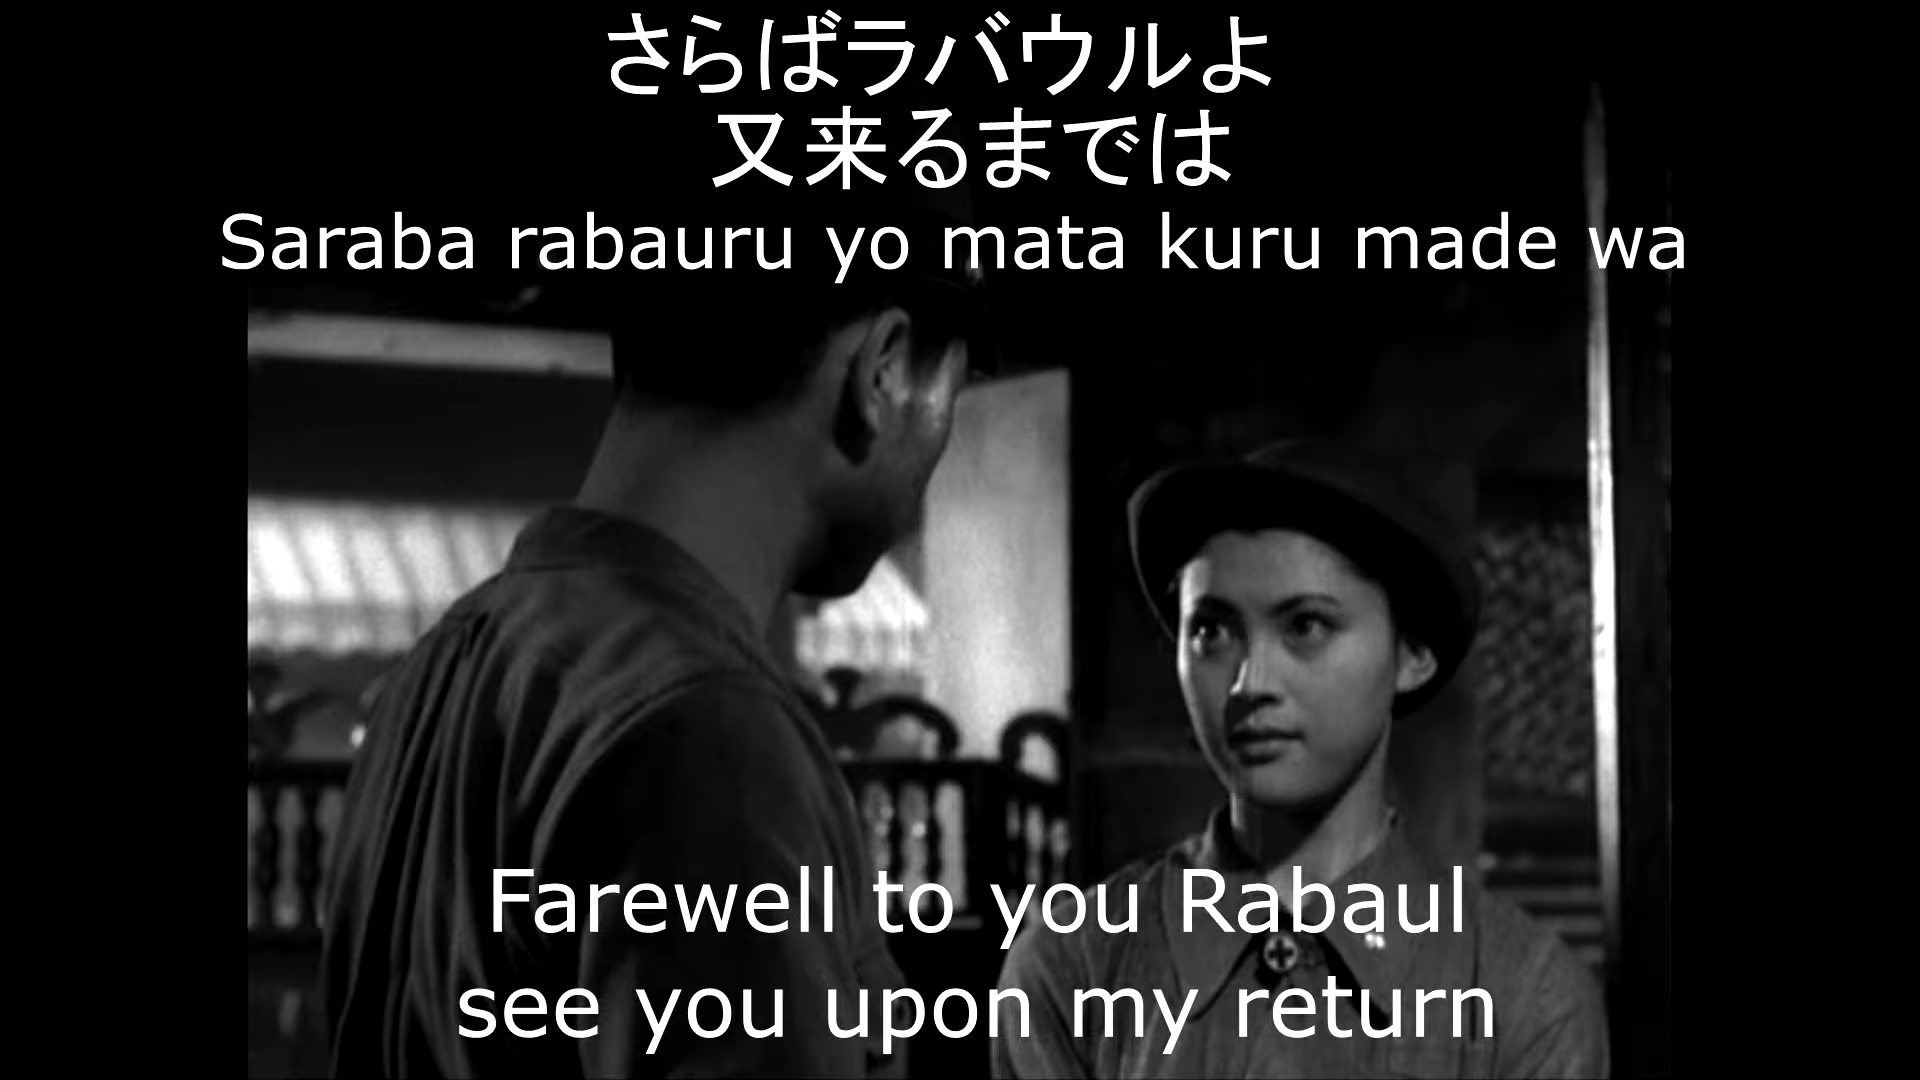 さらばラバウルよ
又来るまでは
Saraba rabauru yo mata kuru made wa
Farewell to you Rabaul
see you upon my return